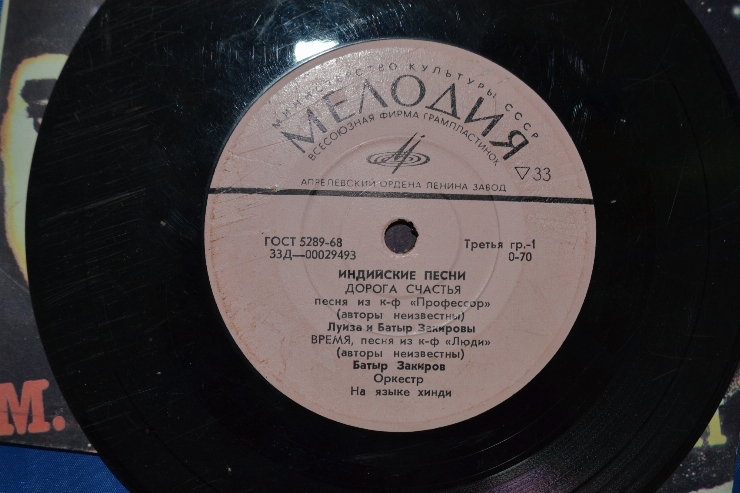 МИНИСТЕРСТВО КУЛЬТУРЫ СССР
МЕЛОДИЯ
ВСЕСОЮЗНАЯ ФИРМА ГРАМПЛАСТИНОК
33
АПРЕЛЕВСКИЙ ОРДЕНА ЛЕНИНА ЗАВОД
ГОСТ 5289-68 Третья гр.-1
33Д—00029493 0-70
ИНДИЙСКИЕ ПЕСНИ
ДОРОГА СЧАСТЬЯ
песня из к-ф «Профессор»
(авторы неизвестны)
Луиза и Батыр Закировы
ВРЕМЯ, песня из к-ф «Люди»
(авторы неизвестны)
Батыр Закиров
Оркестр
На языке хинди
М.